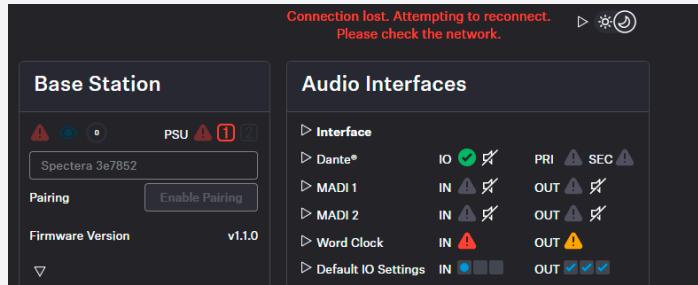 Connection lost. Attempting to reconnect.
Please check the network.
Base Station
0 PSU 1 2
Spectera 3e7852
Pairing Enable Pairing
Firmware Version v1.1.0
Audio Interfaces
Interface
Dante® IO PRI SEC
MADI 1 IN OUT
MADI 2 IN OUT
Word Clock IN OUT
Default IO Settings IN OUT